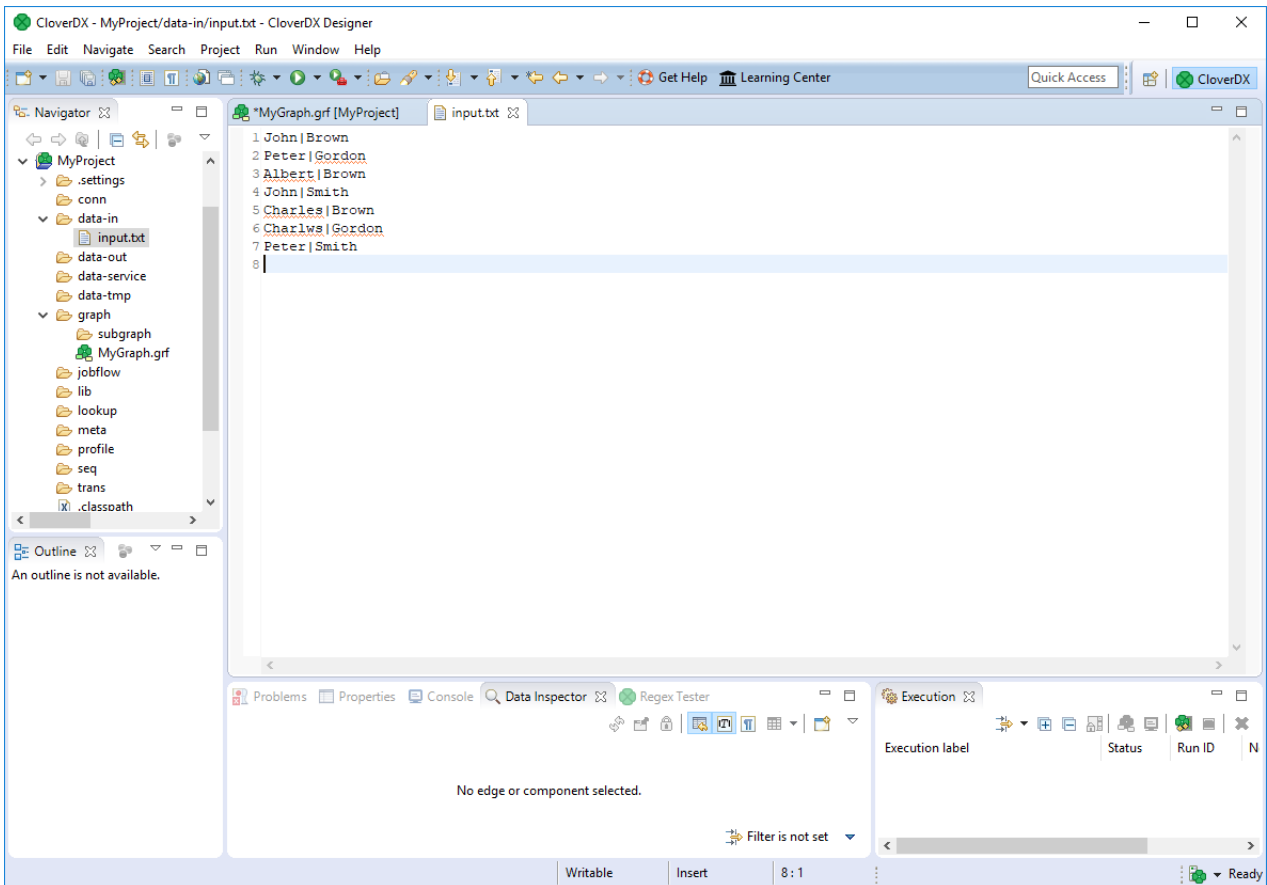 CloverDX - MyProject/data-in/input.txt - CloverDX Designer
File Edit Navigate Search Project Run Window Help
Get Help Learning Center Quick Access CloverDX
Navigator
MyProject
.settings
conn
data-in
input.txt
data-out
data-service
data-tmp
graph
subgraph
MyGraph.grf
jobflow
lib
lookup
meta
profile
seq
trans
.classpath
Outline
An outline is not available.
*MyGraph.grf [MyProject] input.txt
1 John|Brown
2 Peter|Gordon
3 Albert|Brown
4 John|Smith
5 Charles|Brown
6 Charlws|Gordon
7 Peter|Smith
8
Problems Properties Console Data Inspector Regex Tester
No edge or component selected.
Filter is not set
Execution
Execution label Status Run ID N
Writable Insert 8 : 1 Ready